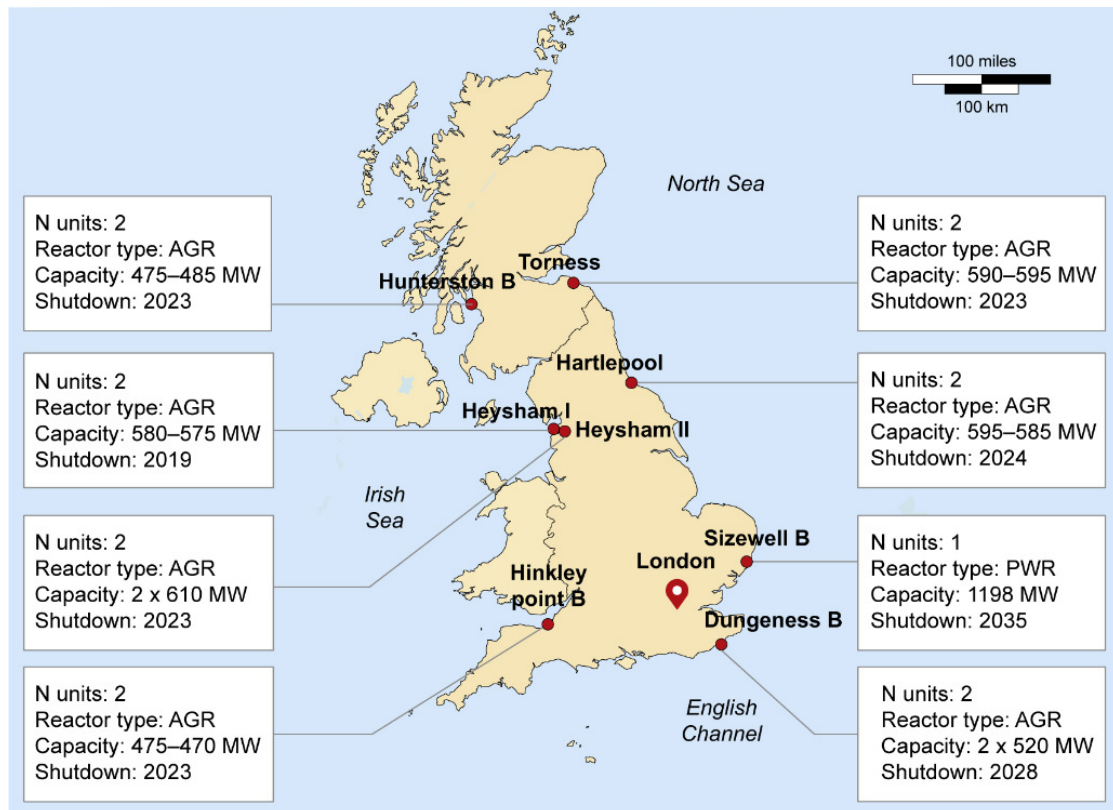 100 miles
100 km
North Sea
N units: 2
Reactor type: AGR
Capacity: 475–485 MW
Shutdown: 2023
Hunterston B
Torness
N units: 2
Reactor type: AGR
Capacity: 590–595 MW
Shutdown: 2023
N units: 2
Reactor type: AGR
Capacity: 580–575 MW
Shutdown: 2019
Hartlepool
Heysham I
Heysham II
N units: 2
Reactor type: AGR
Capacity: 595–585 MW
Shutdown: 2024
Irish
Sea
N units: 2
Reactor type: AGR
Capacity: 2 x 610 MW
Shutdown: 2023
Hinkley
point B
London
Sizewell B
Dungeness B
N units: 1
Reactor type: PWR
Capacity: 1198 MW
Shutdown: 2035
N units: 2
Reactor type: AGR
Capacity: 475–470 MW
Shutdown: 2023
English
Channel
N units: 2
Reactor type: AGR
Capacity: 2 x 520 MW
Shutdown: 2028